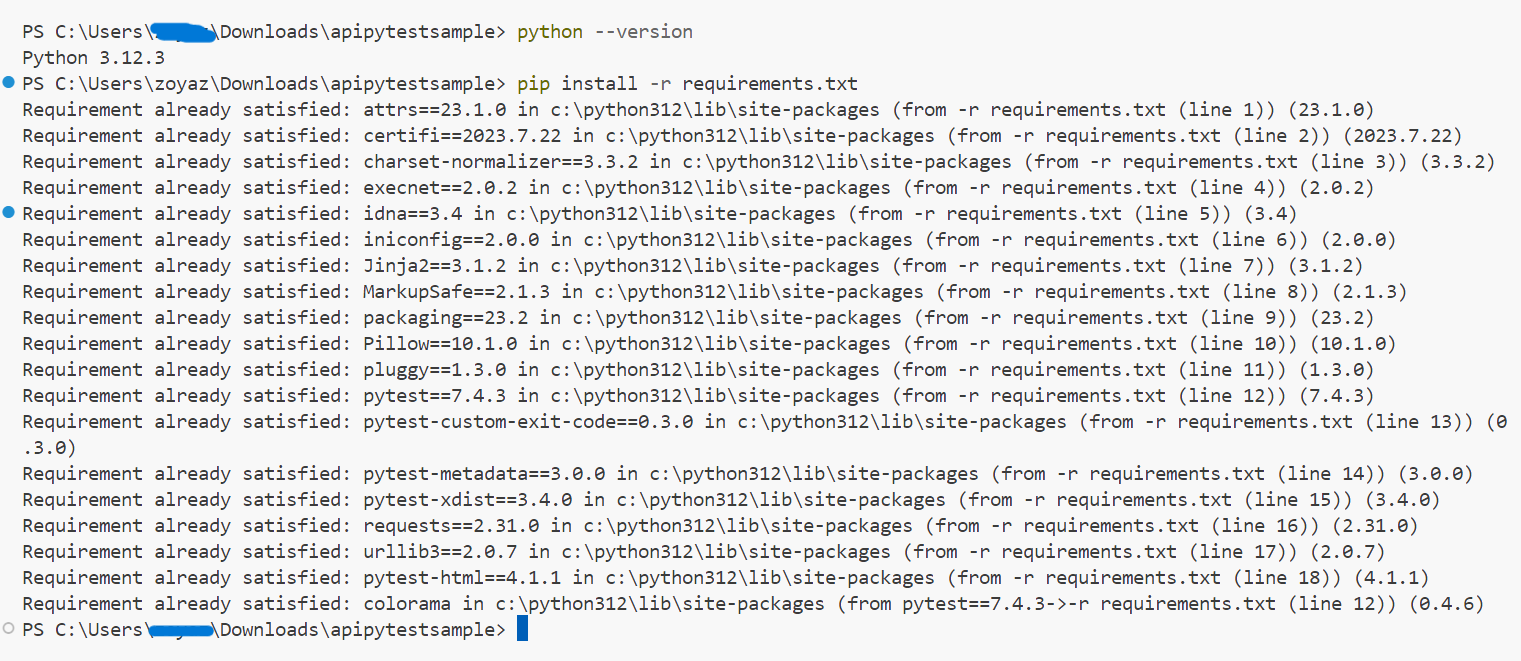 PS C:\Users\ \Downloads\apipytestsample> python --version
Python 3.12.3
PS C:\Users\zoyaz\Downloads\apipytestsample> pip install -r requirements.txt
Requirement already satisfied: attrs==23.1.0 in c:\python312\lib\site-packages (from -r requirements.txt (line 1)) (23.1.0)
Requirement already satisfied: certifi==2023.7.22 in c:\python312\lib\site-packages (from -r requirements.txt (line 2)) (2023.7.22)
Requirement already satisfied: charset-normalizer==3.3.2 in c:\python312\lib\site-packages (from -r requirements.txt (line 3)) (3.3.2)
Requirement already satisfied: execnet==2.0.2 in c:\python312\lib\site-packages (from -r requirements.txt (line 4)) (2.0.2)
Requirement already satisfied: idna==3.4 in c:\python312\lib\site-packages (from -r requirements.txt (line 5)) (3.4)
Requirement already satisfied: iniconfig==2.0.0 in c:\python312\lib\site-packages (from -r requirements.txt (line 6)) (2.0.0)
Requirement already satisfied: Jinja2==3.1.2 in c:\python312\lib\site-packages (from -r requirements.txt (line 7)) (3.1.2)
Requirement already satisfied: MarkupSafe==2.1.3 in c:\python312\lib\site-packages (from -r requirements.txt (line 8)) (2.1.3)
Requirement already satisfied: packaging==23.2 in c:\python312\lib\site-packages (from -r requirements.txt (line 9)) (23.2)
Requirement already satisfied: Pillow==10.1.0 in c:\python312\lib\site-packages (from -r requirements.txt (line 10)) (10.1.0)
Requirement already satisfied: pluggy==1.3.0 in c:\python312\lib\site-packages (from -r requirements.txt (line 11)) (1.3.0)
Requirement already satisfied: pytest==7.4.3 in c:\python312\lib\site-packages (from -r requirements.txt (line 12)) (7.4.3)
Requirement already satisfied: pytest-custom-exit-code==0.3.0 in c:\python312\lib\site-packages (from -r requirements.txt (line 13)) (0
.3.0)
Requirement already satisfied: pytest-metadata==3.0.0 in c:\python312\lib\site-packages (from -r requirements.txt (line 14)) (3.0.0)
Requirement already satisfied: pytest-xdist==3.4.0 in c:\python312\lib\site-packages (from -r requirements.txt (line 15)) (3.4.0)
Requirement already satisfied: requests==2.31.0 in c:\python312\lib\site-packages (from -r requirements.txt (line 16)) (2.31.0)
Requirement already satisfied: urllib3==2.0.7 in c:\python312\lib\site-packages (from -r requirements.txt (line 17)) (2.0.7)
Requirement already satisfied: pytest-html==4.1.1 in c:\python312\lib\site-packages (from -r requirements.txt (line 18)) (4.1.1)
Requirement already satisfied: colorama in c:\python312\lib\site-packages (from pytest==7.4.3->-r requirements.txt (line 12)) (0.4.6)
PS C:\Users\ \Downloads\apipytestsample>